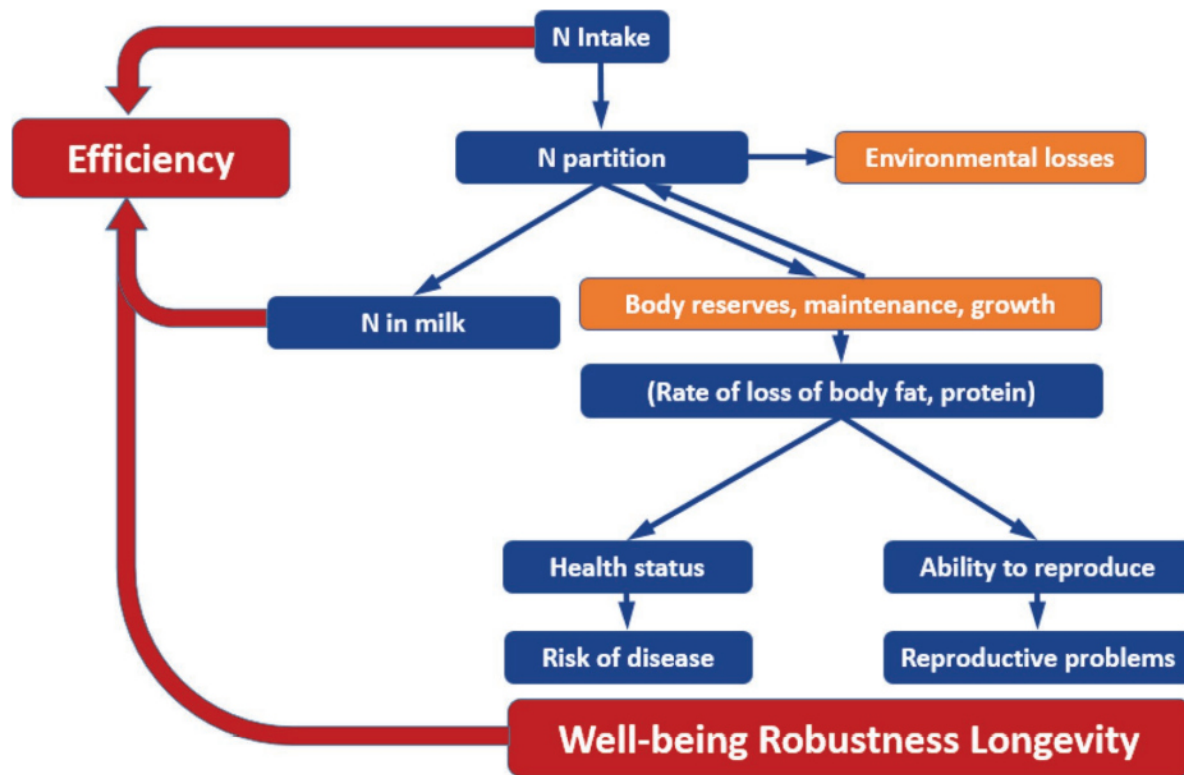 N Intake
Efficiency
N partition
Environmental losses
N in milk
Body reserves, maintenance, growth
(Rate of loss of body fat, protein)
Health status
Ability to reproduce
Risk of disease
Reproductive problems
Well-being Robustness Longevity